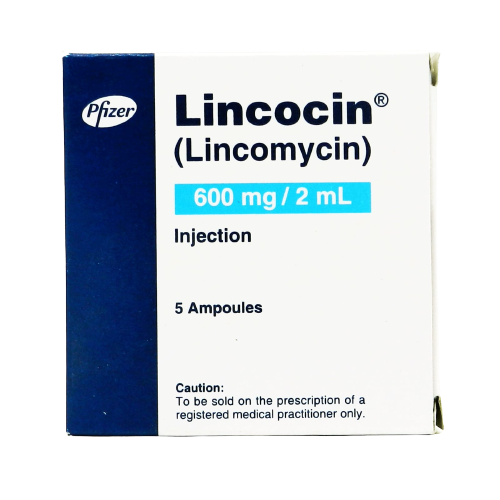 Pfizer
Lincocin®
(Lincomycin)
600 mg / 2 mL
Injection
5 Ampoules
Caution:
To be sold on the prescription of a
registered medical practitioner only.